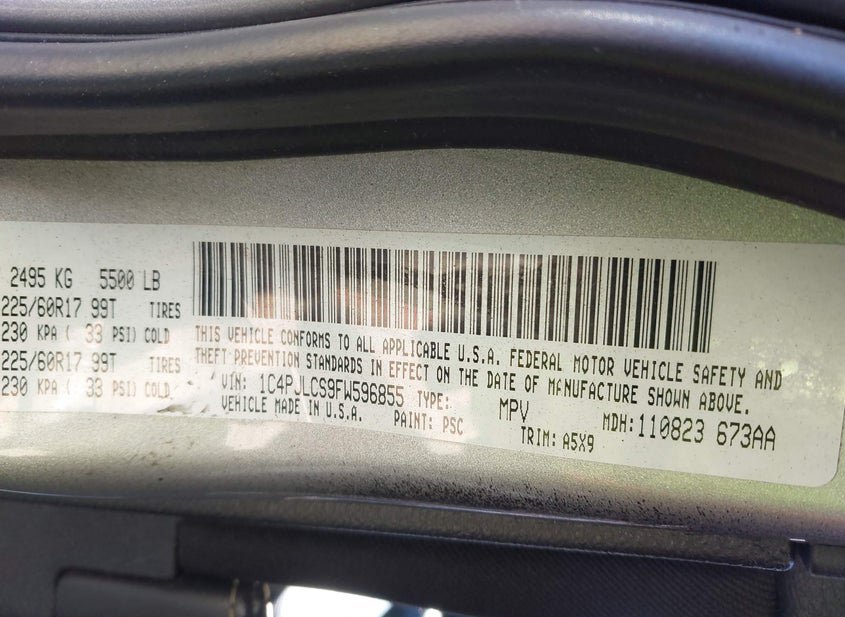 2495 KG 5500 LB
225/60R17 99T TIRES
230 KPA ( 33 PSI) COLD
225/60R17 99T TIRES
230 KPA ( 33 PSI) COLD
THIS VEHICLE CONFORMS TO ALL APPLICABLE U.S.A. FEDERAL MOTOR VEHICLE SAFETY AND
THEFT PREVENTION STANDARDS IN EFFECT ON THE DATE OF MANUFACTURE SHOWN ABOVE.
VIN: 1C4PJLCS9FW596855 TYPE: MPV MDH:110823 673AA
VEHICLE MADE IN U.S.A. PAINT: PSC TRIM: A5X9